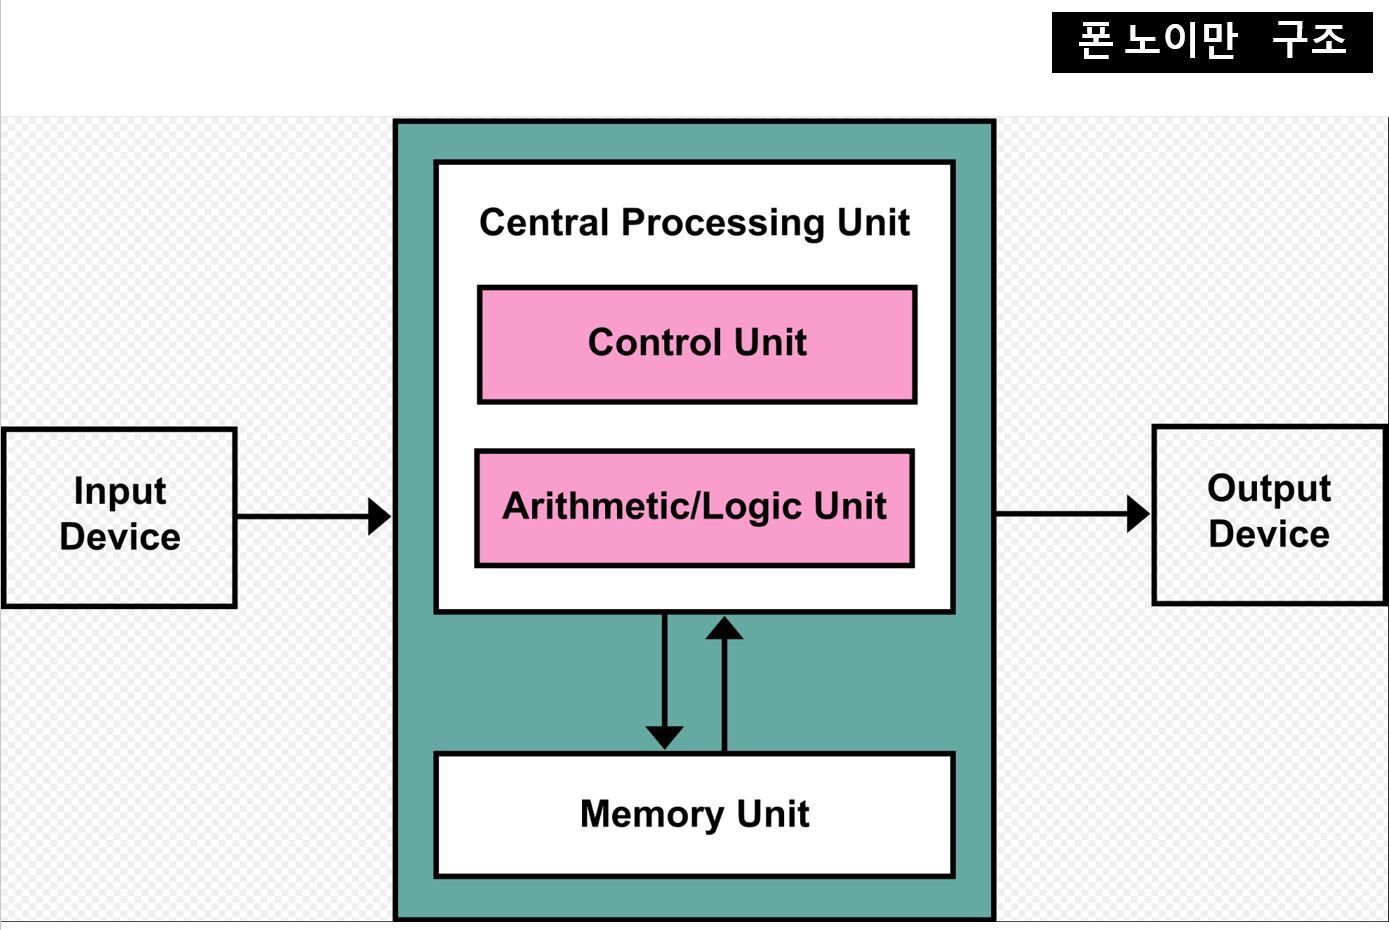 폰 노이만 구조
Central Processing Unit
Control Unit
Arithmetic/Logic Unit
Input
Device
Output
Device
Memory Unit